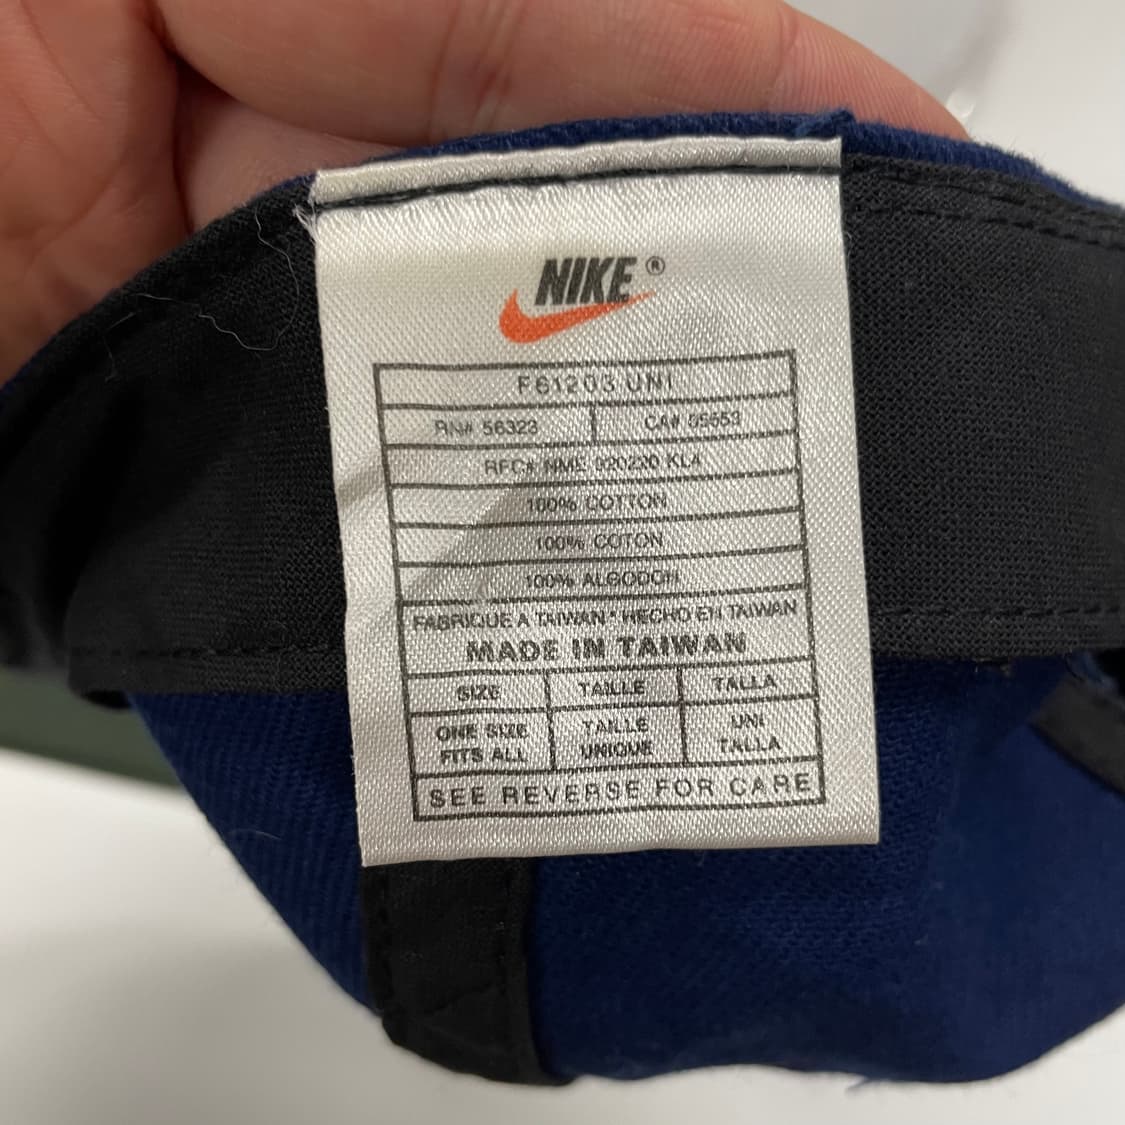 NIKE ®
F61203 UNI
RN# 56323 CA# 05553
RFC# NME 920220 KL4
100% COTTON
100% COTON
100% ALGODON
FABRIQUE A TAIWAN * HECHO EN TAIWAN
MADE IN TAIWAN
SIZE TAILLE TALLA
ONE SIZE FITS ALL TAILLE UNIQUE UNI TALLA
SEE REVERSE FOR CARE